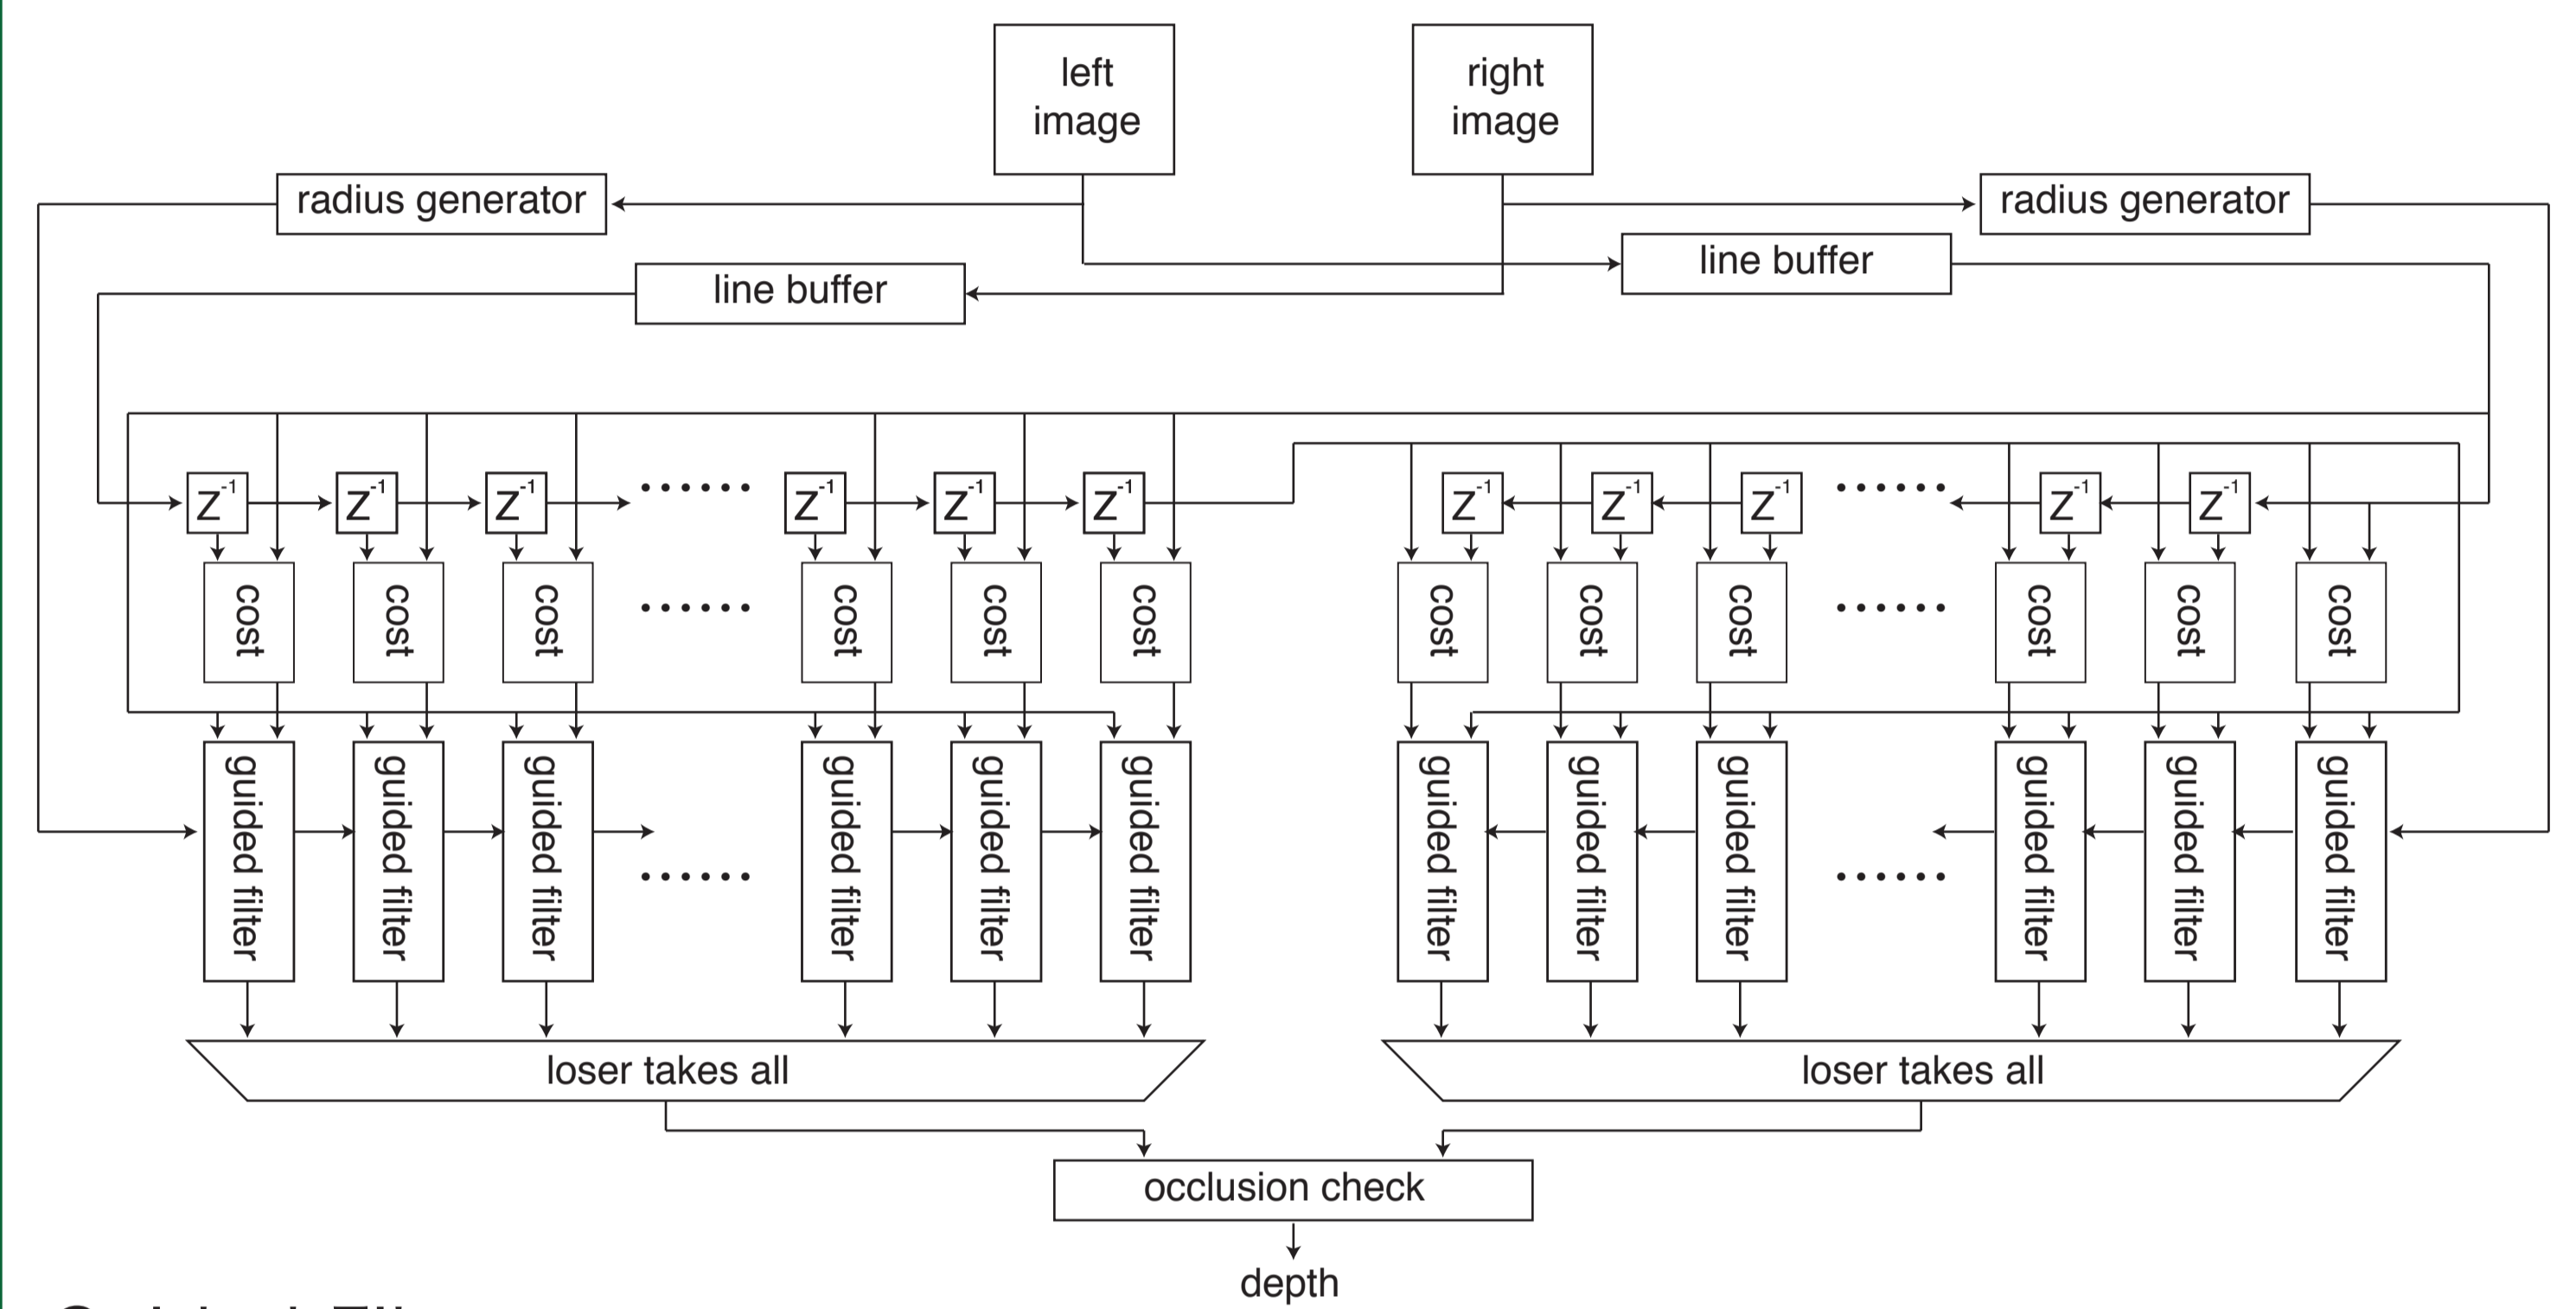 left
image
right
image
radius generator
radius generator
line buffer
line buffer
Z⁻¹ Z⁻¹ Z⁻¹ ...... Z⁻¹ Z⁻¹ Z⁻¹ Z⁻¹ Z⁻¹ Z⁻¹ ...... Z⁻¹ Z⁻¹
cost cost cost ...... cost cost cost cost cost cost ...... cost cost cost
guided filter guided filter guided filter ...... guided filter guided filter guided filter guided filter guided filter guided filter ...... guided filter guided filter guided filter
loser takes all
loser takes all
occlusion check
depth